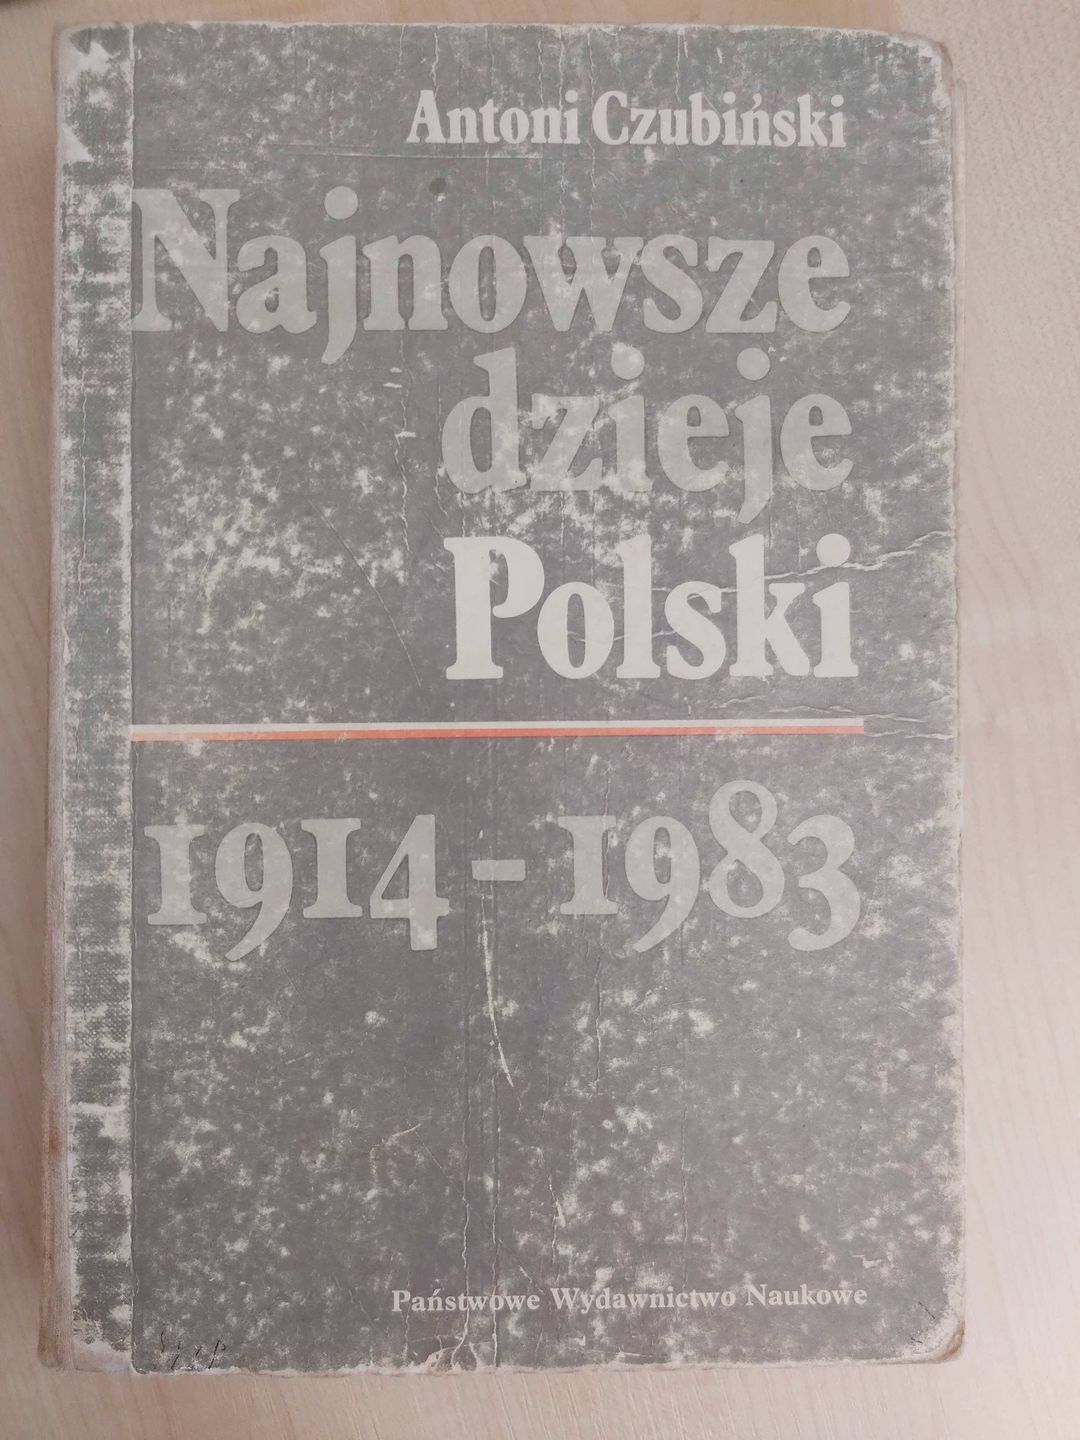 Antoni Czubiński
Najnowsze
dzieje
Polski
1914-1983
Państwowe Wydawnictwo Naukowe